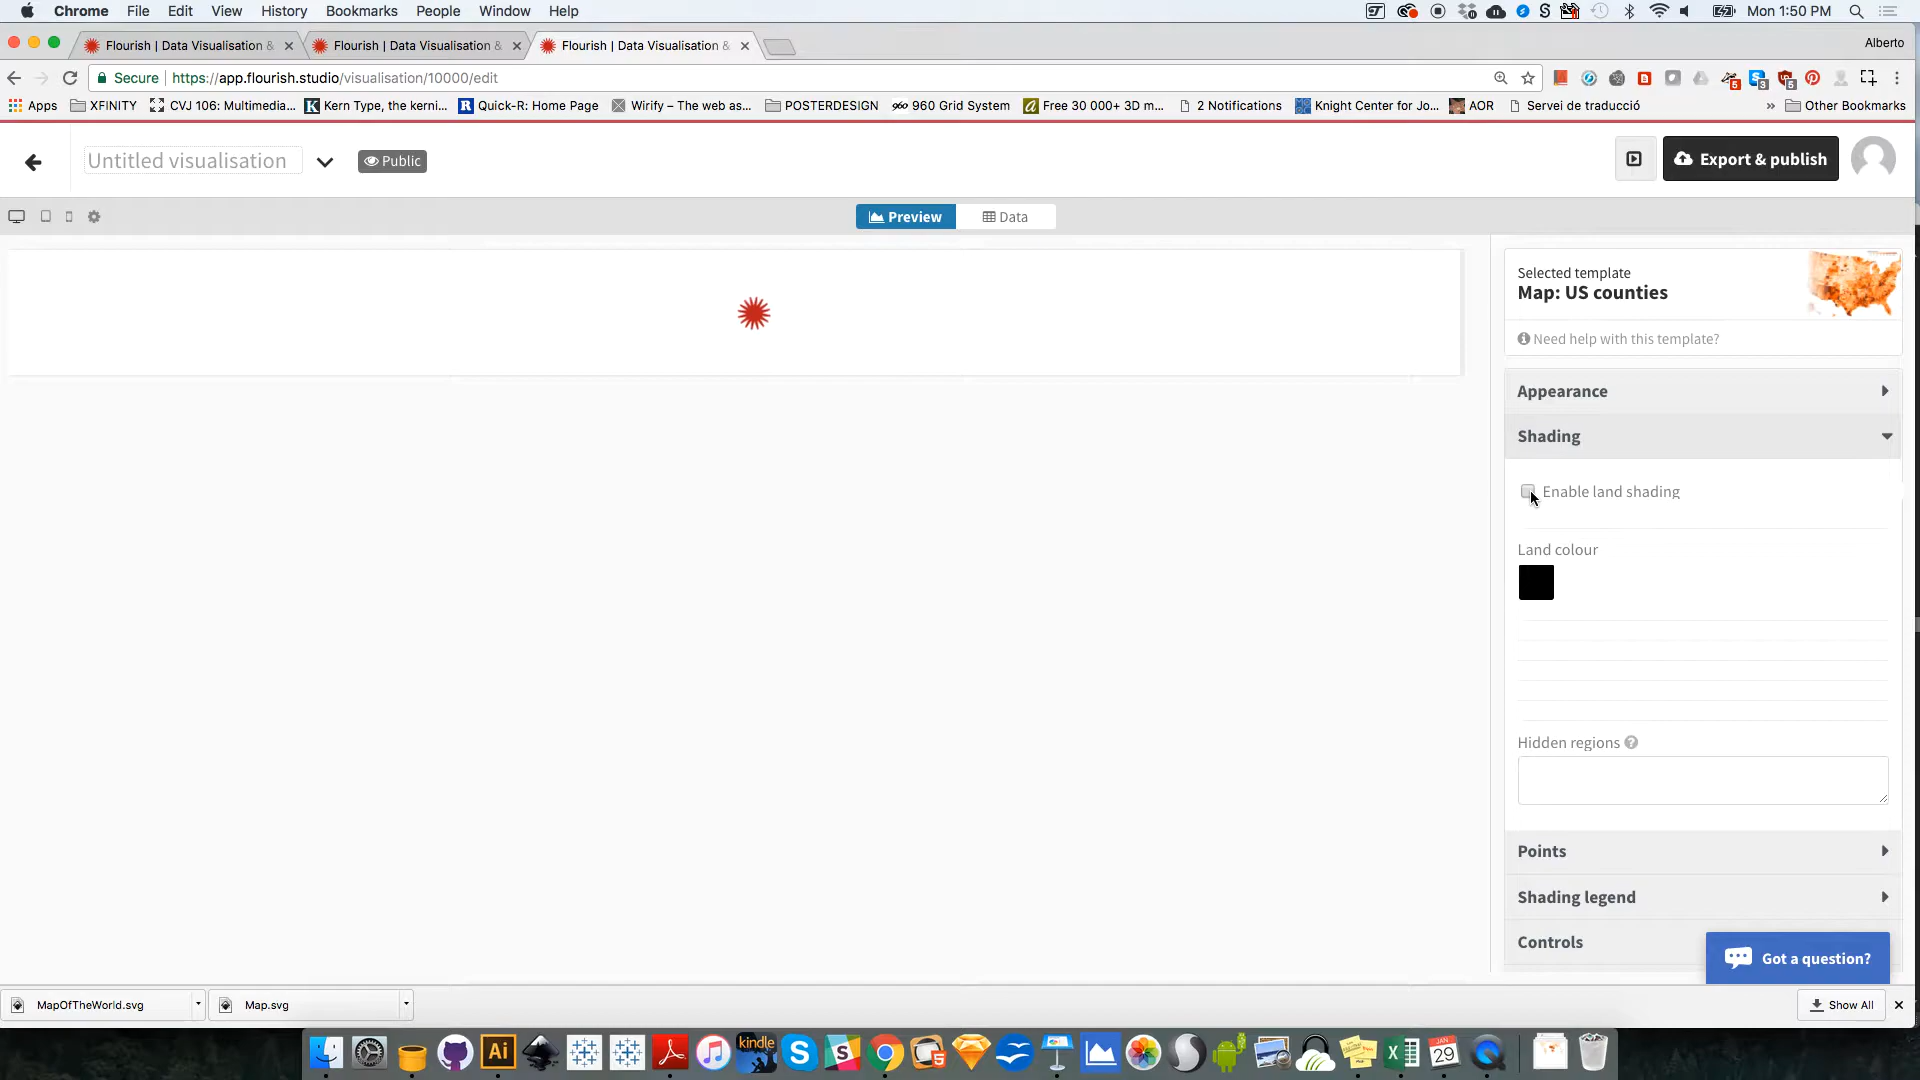 Chrome File Edit View History Bookmarks People Window Help Mon 1:50 PM
Flourish | Data Visualisation & Flourish | Data Visualisation & Flourish | Data Visualisation & Alberto
Secure https://app.flourish.studio/visualisation/10000/edit
Apps XFINITY CVJ 106: Multimedia... Kern Type, the kerni... Quick-R: Home Page Wirify – The web as... POSTERDESIGN 960 Grid System Free 30 000+ 3D m... 2 Notifications Knight Center for Jo... AOR Servei de traducció » Other Bookmarks
Untitled visualisation Public Export & publish
Preview Data
Selected template
Map: US counties
Need help with this template?
Appearance
Shading
Enable land shading
Land colour
Hidden regions
Points
Shading legend
Controls
Got a question?
MapOfTheWorld.svg Map.svg Show All
kindle
JAN
29